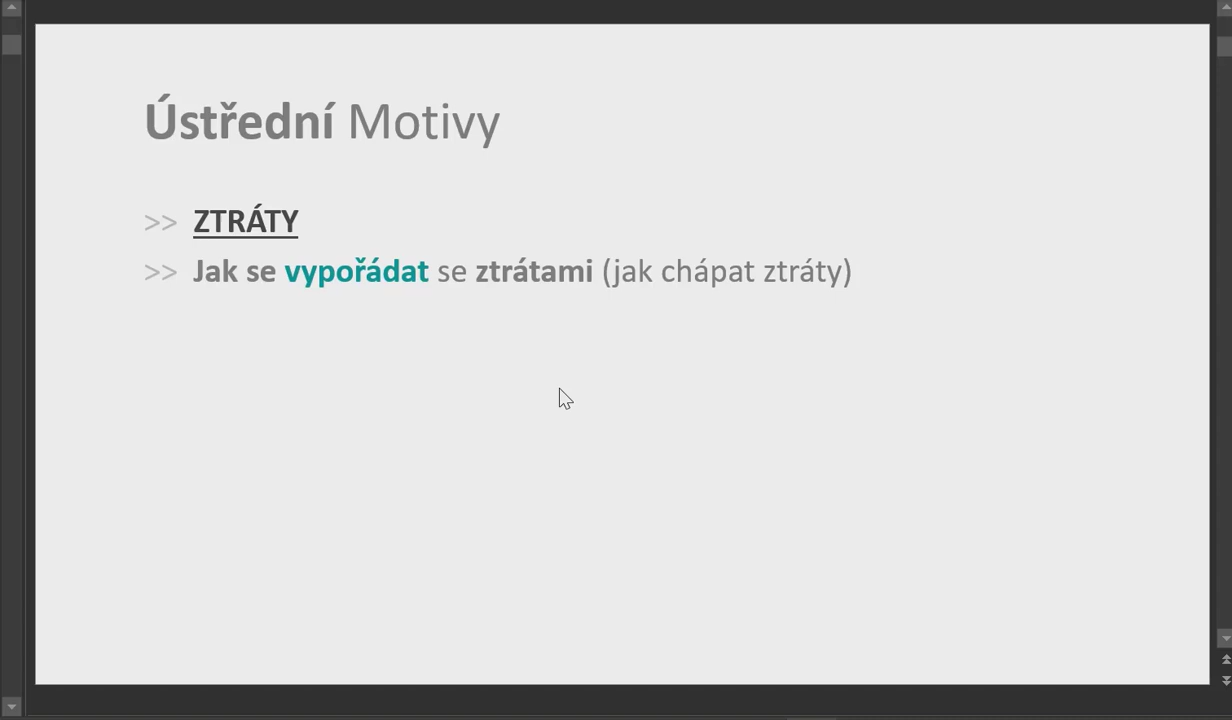 Ústřední Motivy
>> ZTRÁTY
>> Jak se vypořádat se ztrátami (jak chápat ztráty)